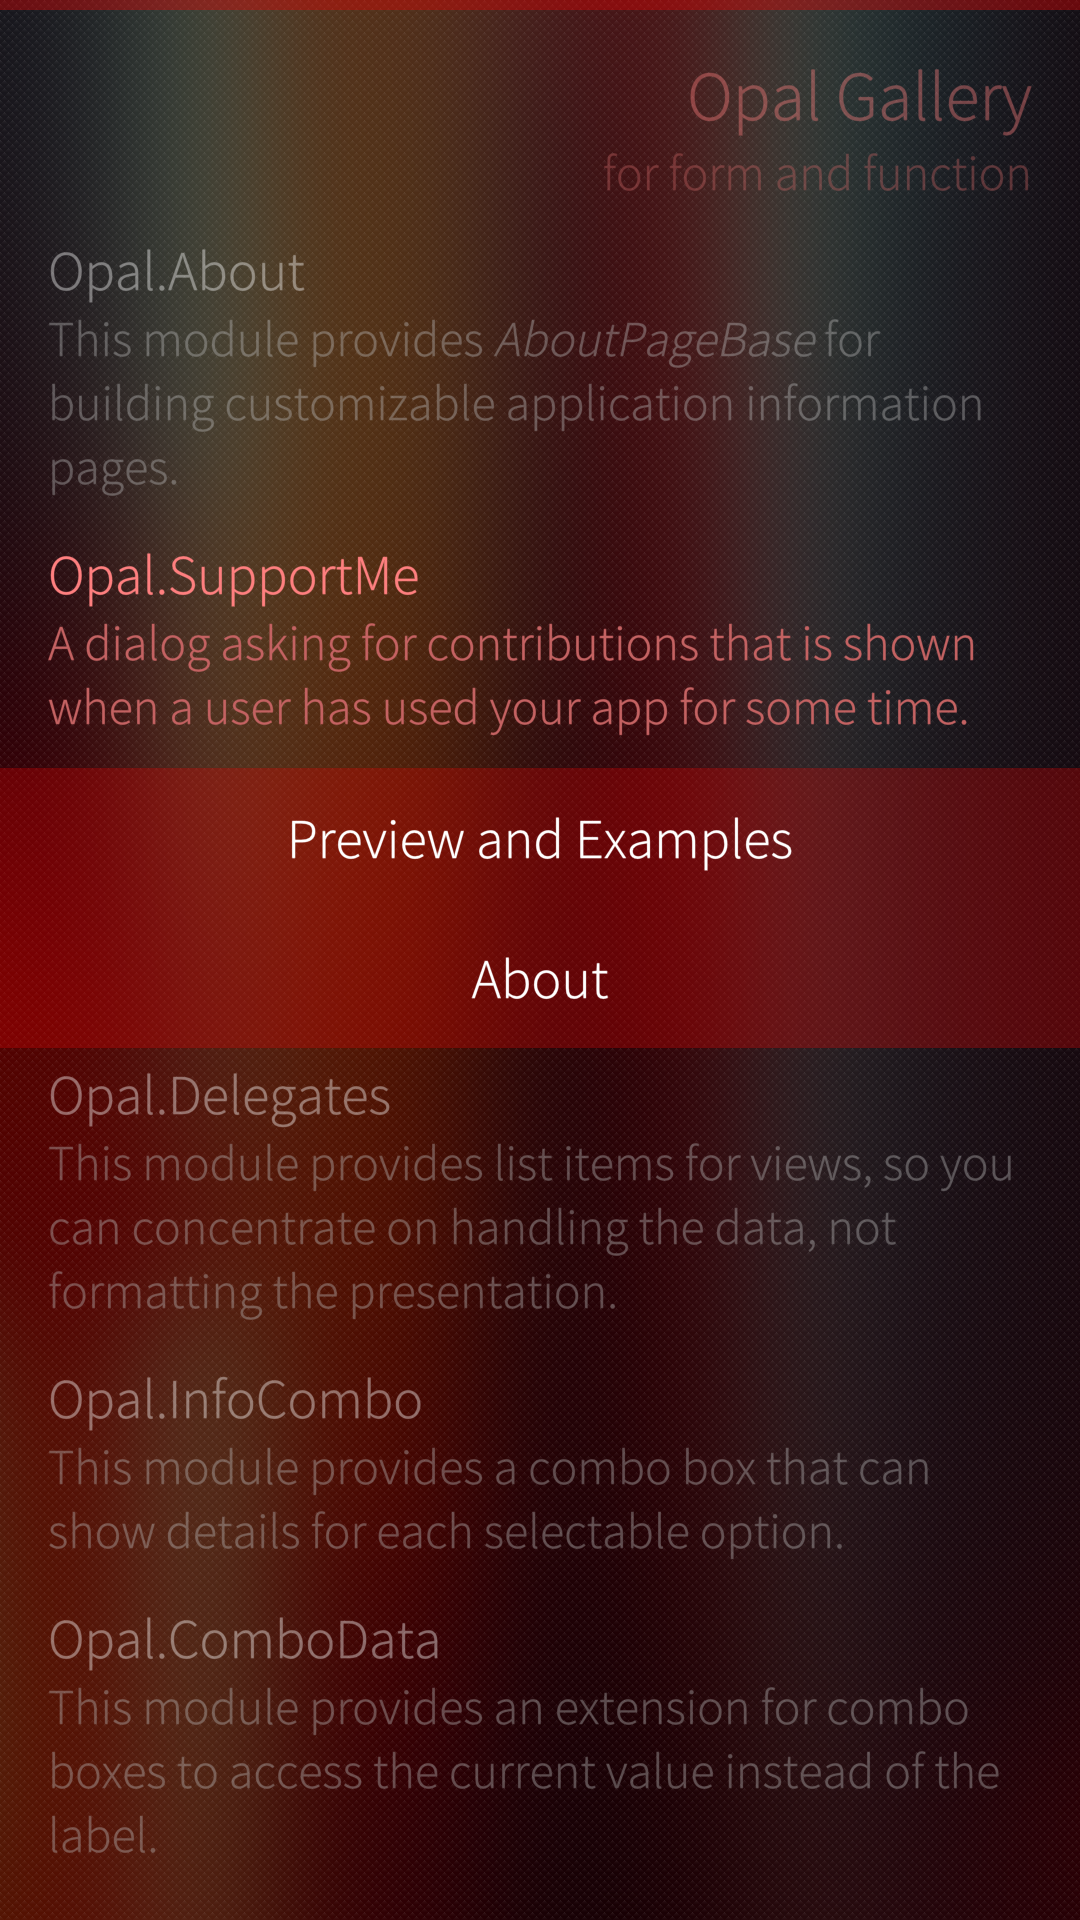 Opal Gallery
for form and function
Opal.About
This module provides AboutPageBase for
building customizable application information
pages.
Opal.SupportMe
A dialog asking for contributions that is shown
when a user has used your app for some time.
Preview and Examples
About
Opal.Delegates
This module provides list items for views, so you
can concentrate on handling the data, not
formatting the presentation.
Opal.InfoCombo
This module provides a combo box that can
show details for each selectable option.
Opal.ComboData
This module provides an extension for combo
boxes to access the current value instead of the
label.